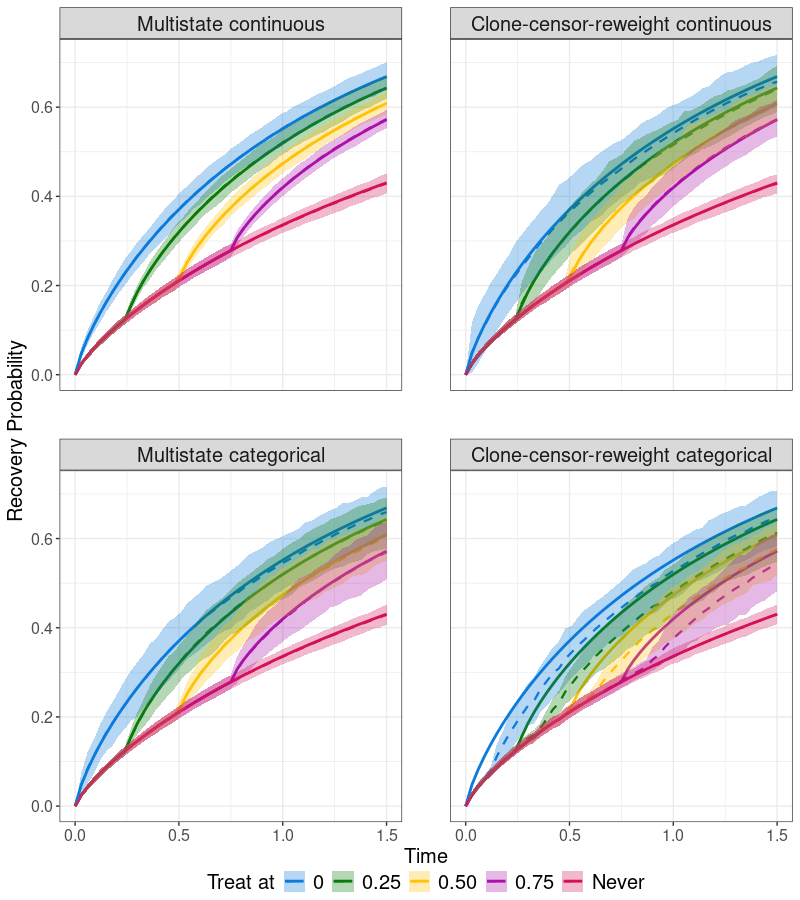 Multistate continuous
Clone-censor-reweight continuous
0.6
0.4
0.2
0.0
Recovery Probability
Multistate categorical
Clone-censor-reweight categorical
0.6
0.4
0.2
0.0
0.0 0.5 1.0 1.5
0.0 0.5 1.0 1.5
Time
Treat at 0 0.25 0.50 0.75 Never